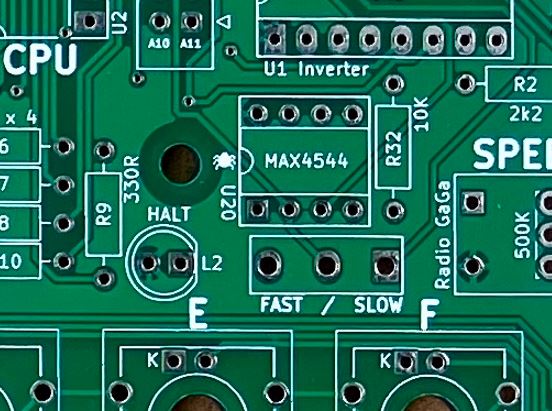 U2
A10 A11
CPU
U1 Inverter
R2
2k2
x 4
6
7
8
10
330R
R9
MAX4544
U20
R32
10K
SPE
HALT
L2
Radio GaGa
500K
FAST / SLOW
E
F
K
K